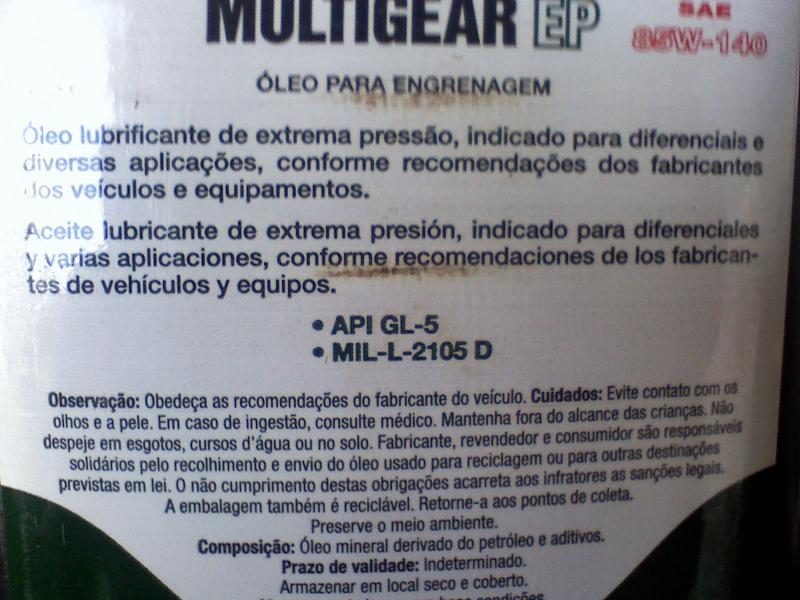 MULTIGEAR EP
SAE
85W-140
ÓLEO PARA ENGRENAGEM
Óleo lubrificante de extrema pressão, indicado para diferenciais e
diversas aplicações, conforme recomendações dos fabricantes
dos veículos e equipamentos.
Aceite lubricante de extrema presión, indicado para diferenciales
y varias aplicaciones, conforme recomendaciones de los fabrican-
tes de vehículos y equipos.
• API GL-5
• MIL-L-2105 D
Observação: Obedeça as recomendações do fabricante do veículo. Cuidados: Evite contato com os
olhos e a pele. Em caso de ingestão, consulte médico. Mantenha fora do alcance das crianças. Não
despeje em esgotos, cursos d'água ou no solo. Fabricante, revendedor e consumidor são responsáveis
solidários pelo recolhimento e envio do óleo usado para reciclagem ou para outras destinações
previstas em lei. O não cumprimento destas obrigações acarreta aos infratores as sanções legais.
A embalagem também é reciclável. Retorne-a aos pontos de coleta.
Preserve o meio ambiente.
Composição: Óleo mineral derivado do petróleo e aditivos.
Prazo de validade: Indeterminado.
Armazenar em local seco e coberto.